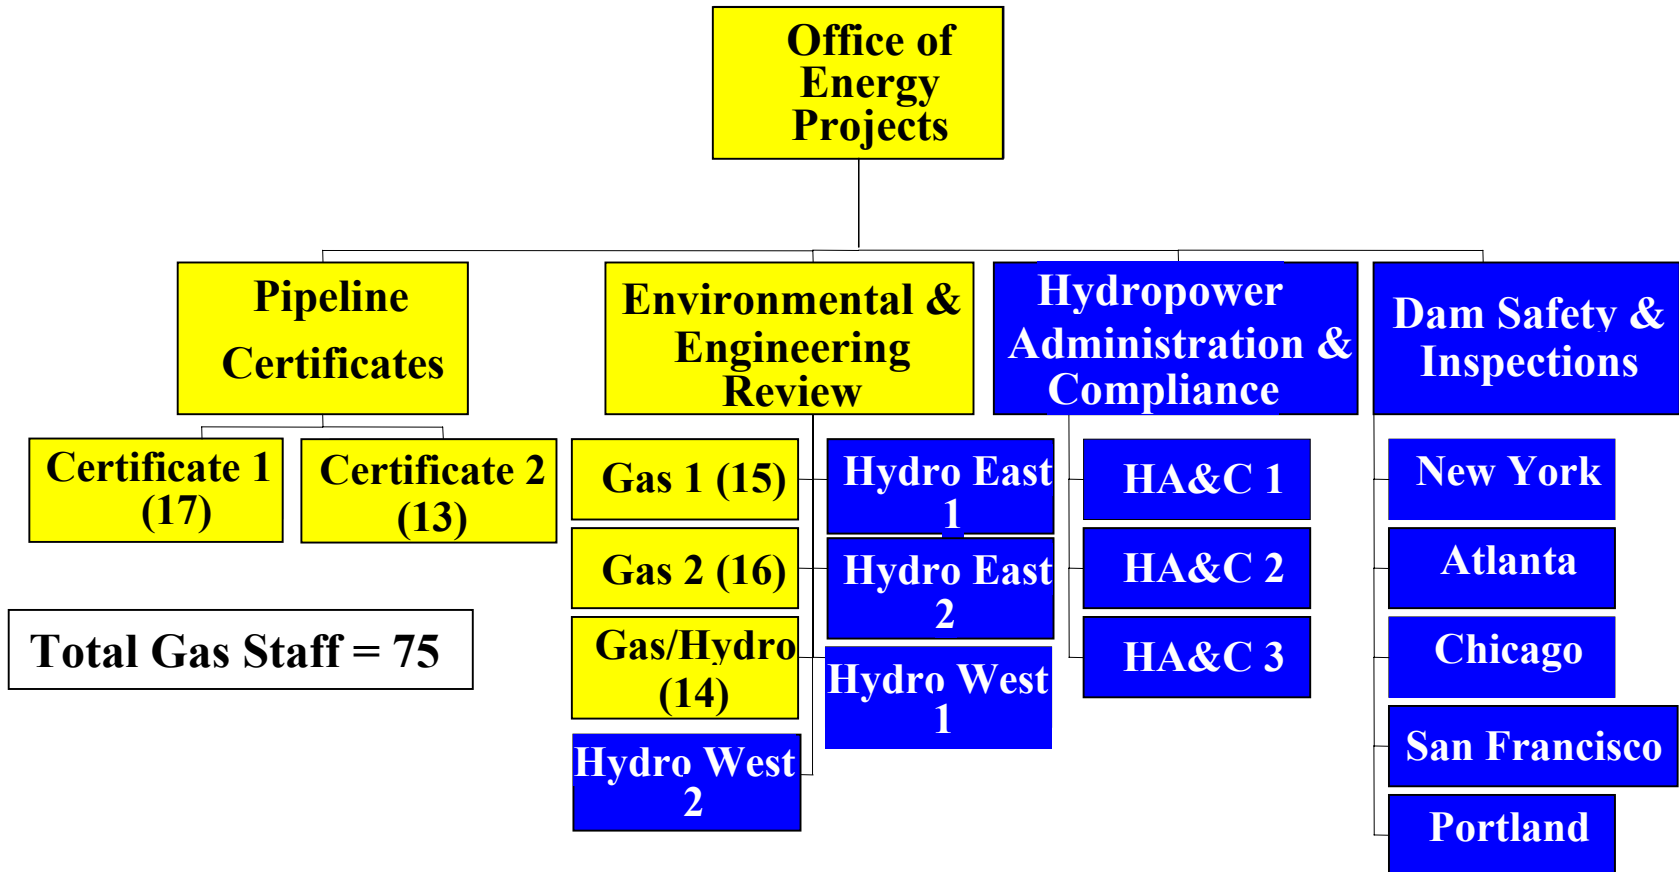 Office of
Energy
Projects
Pipeline
Certificates
Environmental &
Engineering
Review
Hydropower
Administration &
Compliance
Dam Safety &
Inspections
Certificate 1
(17)
Certificate 2
(13)
Gas 1 (15)
Gas 2 (16)
Gas/Hydro
(14)
Hydro West
2
Hydro East
1
Hydro East
2
Hydro West
1
HA&C 1
HA&C 2
HA&C 3
New York
Atlanta
Chicago
San Francisco
Portland
Total Gas Staff = 75